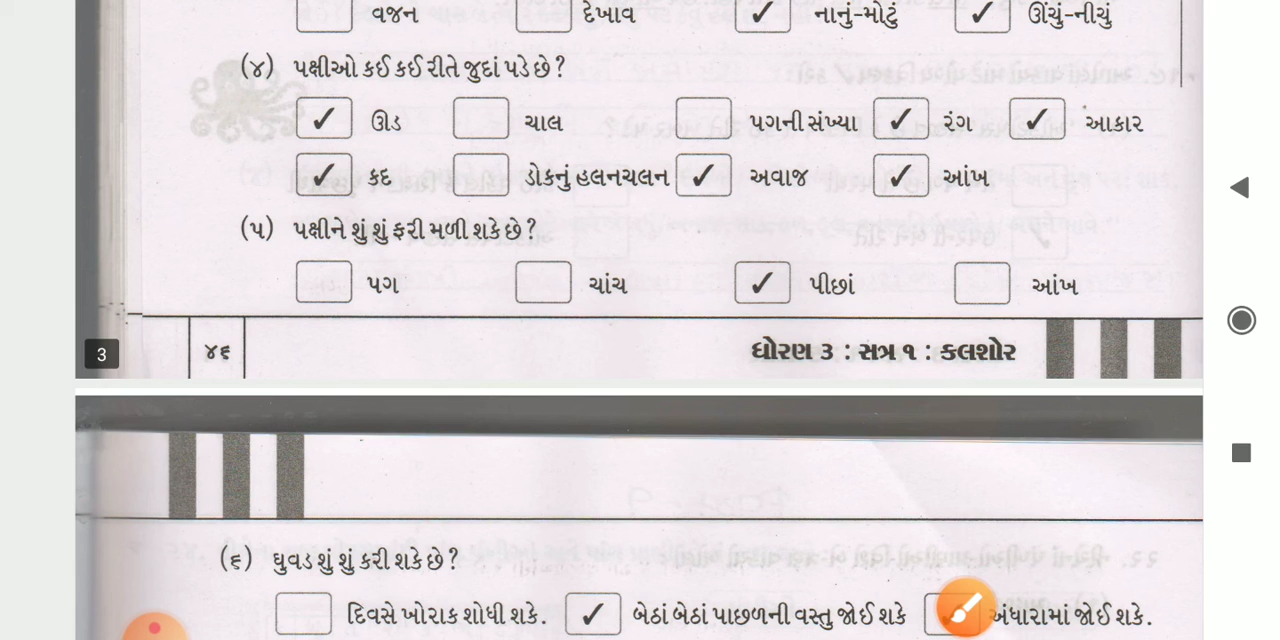 વજન દેખાવ ✓ નાનું-મોટું ✓ ઊંચુ-નીચું
(૪) પક્ષીઓ કઈ કઈ રીતે જુદાં પડે છે?
✓ ઊડ ચાલ પગની સંખ્યા ✓ રંગ ✓ આકાર
✓ કદ ડોકનું હલનચલન ✓ અવાજ ✓ આંખ
(૫) પક્ષીને શું શું ફરી મળી શકે છે?
પગ ચાંચ ✓ પીછાં આંખ
3
૪૬ ધોરણ ૩ : સત્ર ૧ : કલશોર
(૬) ઘુવડ શું શું કરી શકે છે?
દિવસે ખોરાક શોધી શકે. ✓ બેઠાં બેઠાં પાછળની વસ્તુ જોઈ શકે અંધારામાં જોઈ શકે.